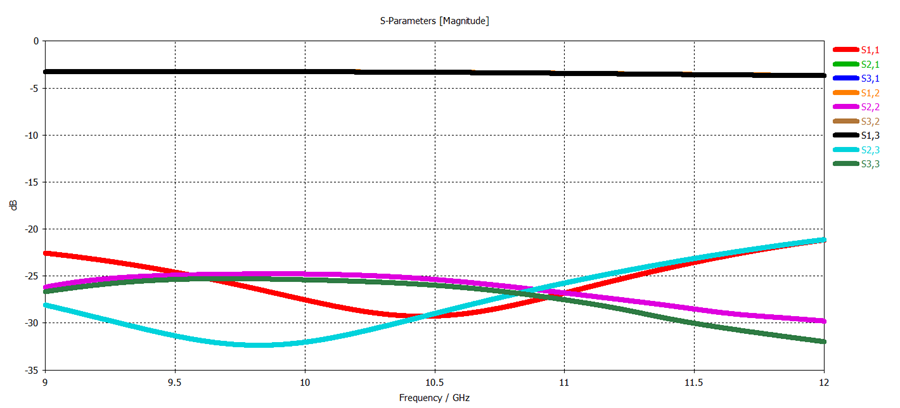 S-Parameters [Magnitude]
0
-5
-10
-15
-20
-25
-30
-35
dB
9
9.5
10
10.5
11
11.5
12
Frequency / GHz
S1,1
S2,1
S3,1
S1,2
S2,2
S3,2
S1,3
S2,3
S3,3